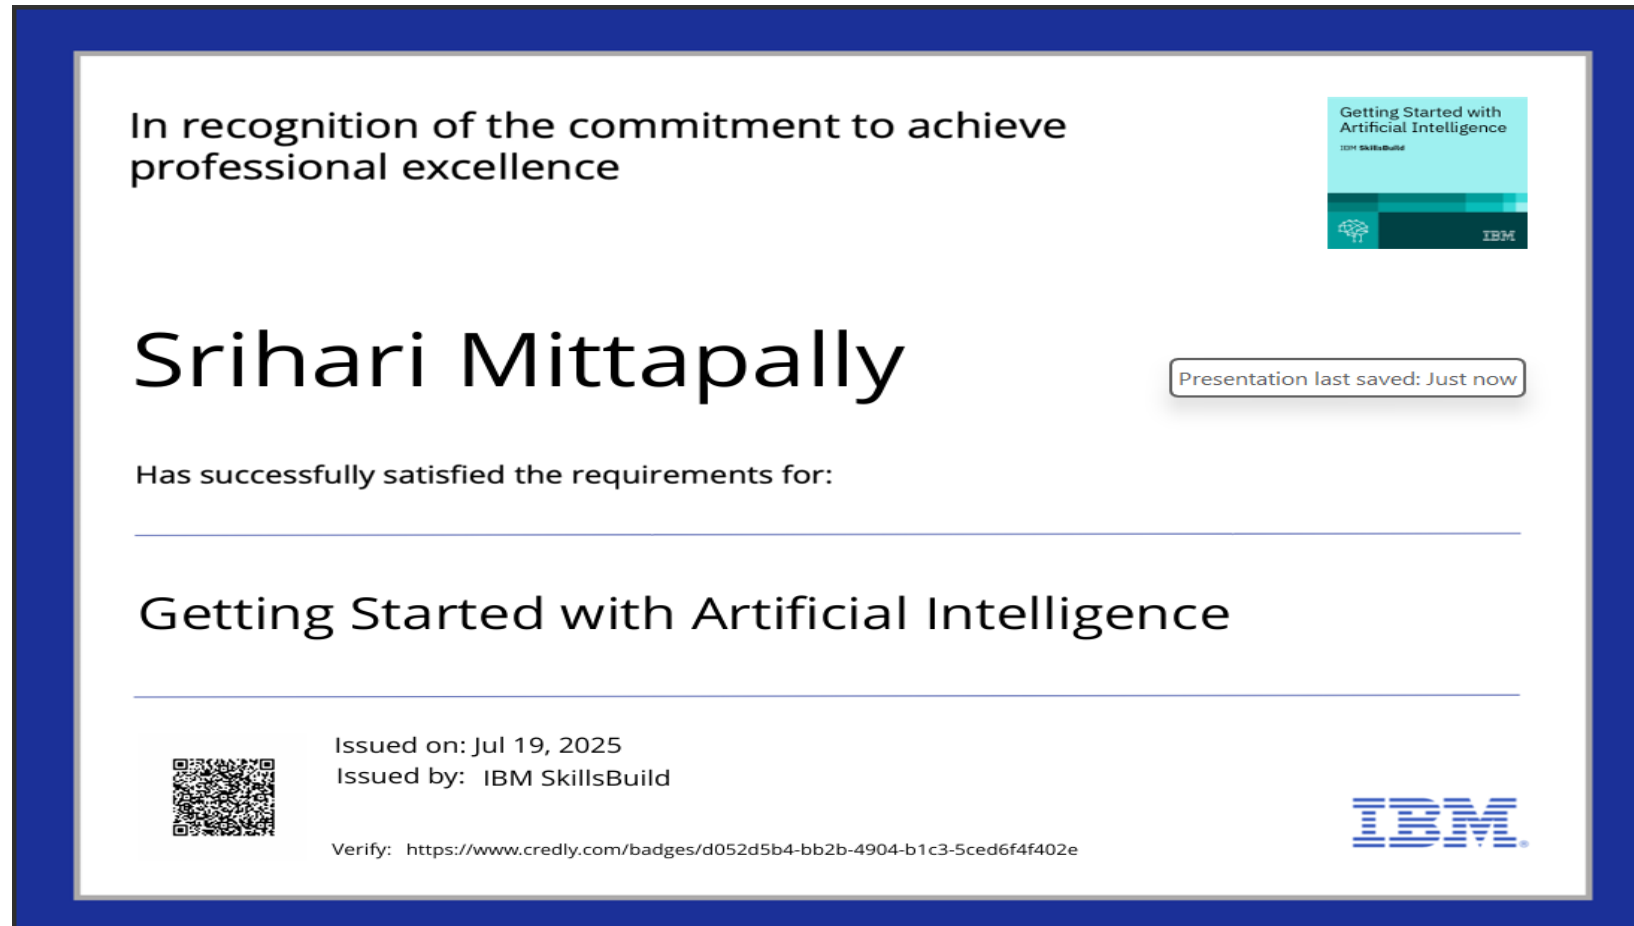 In recognition of the commitment to achieve
professional excellence
Getting Started with
Artificial Intelligence
IBM SkillsBuild
IBM
Srihari Mittapally
Presentation last saved: Just now
Has successfully satisfied the requirements for:
Getting Started with Artificial Intelligence
Issued on: Jul 19, 2025
Issued by: IBM SkillsBuild
Verify: https://www.credly.com/badges/d052d5b4-bb2b-4904-b1c3-5ced6f4f402e
IBM®